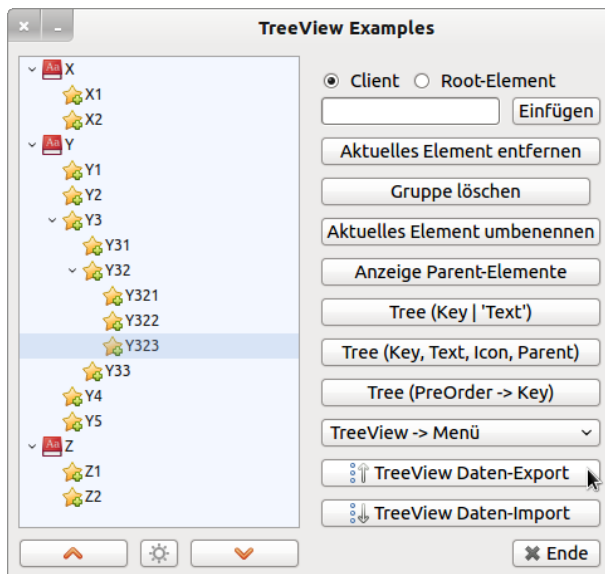 TreeView Examples
X
X1
X2
Y
Y1
Y2
Y3
Y31
Y32
Y321
Y322
Y323
Y33
Y4
Y5
Z
Z1
Z2
Client Root-Element
Einfügen
Aktuelles Element entfernen
Gruppe löschen
Aktuelles Element umbenennen
Anzeige Parent-Elemente
Tree (Key | 'Text')
Tree (Key, Text, Icon, Parent)
Tree (PreOrder -> Key)
TreeView -> Menü
TreeView Daten-Export
TreeView Daten-Import
Ende